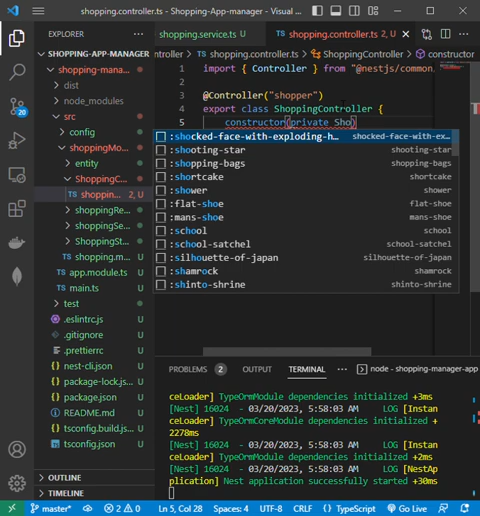 shopping.controller.ts - Shopping-App-manager - Visual ...
EXPLORER
SHOPPING-APP-MANAGER
shopping-mana...
dist
node_modules
src
config
shoppingMo...
entity
ShoppingC...
TS shoppin... 2, U
shoppingRe...
shoppingSe...
ShoppingSt...
TS shopping.m... U
TS app.module.ts U
TS main.ts U
test
.eslintrc.js U
.gitignore U
.prettierrc U
nest-cli.json U
package-lock.js... U
package.json U
README.md U
tsconfig.build.js... U
tsconfig.json U
OUTLINE
TIMELINE
20
shopping.service.ts
TS shopping.controller.ts 2, U
ntroller > TS shopping.controller.ts > ShoppingController > constructor
1 import { Controller } from "@nestjs/common
2
3 @Controller("shopper")
4 export class ShoppingController {
5 constructor(private Sho)
:shocked-face-with-exploding-h... shocked-face-with-ex...
:shooting-star shooting-star
:shopping-bags shopping-bags
:shortcake shortcake
:shower shower
:flat-shoe flat-shoe
:mans-shoe mans-shoe
:school school
:school-satchel school-satchel
:silhouette-of-japan silhouette-of-japan
:shamrock shamrock
:shinto-shrine shinto-shrine
PROBLEMS 2 OUTPUT TERMINAL ... node - shopping-manager-app
ceLoader] TypeOrmModule dependencies initialized +3ms
[Nest] 16024 - 03/20/2023, 5:58:03 AM LOG [Instan
ceLoader] TypeOrmCoreModule dependencies initialized +
2278ms
[Nest] 16024 - 03/20/2023, 5:58:03 AM LOG [Instan
ceLoader] TypeOrmModule dependencies initialized +2ms
[Nest] 16024 - 03/20/2023, 5:58:03 AM LOG [NestAp
plication] Nest application successfully started +30ms
master* 2 0 Ln 5, Col 28 Spaces: 4 UTF-8 CRLF {} TypeScript Go Live Prettier